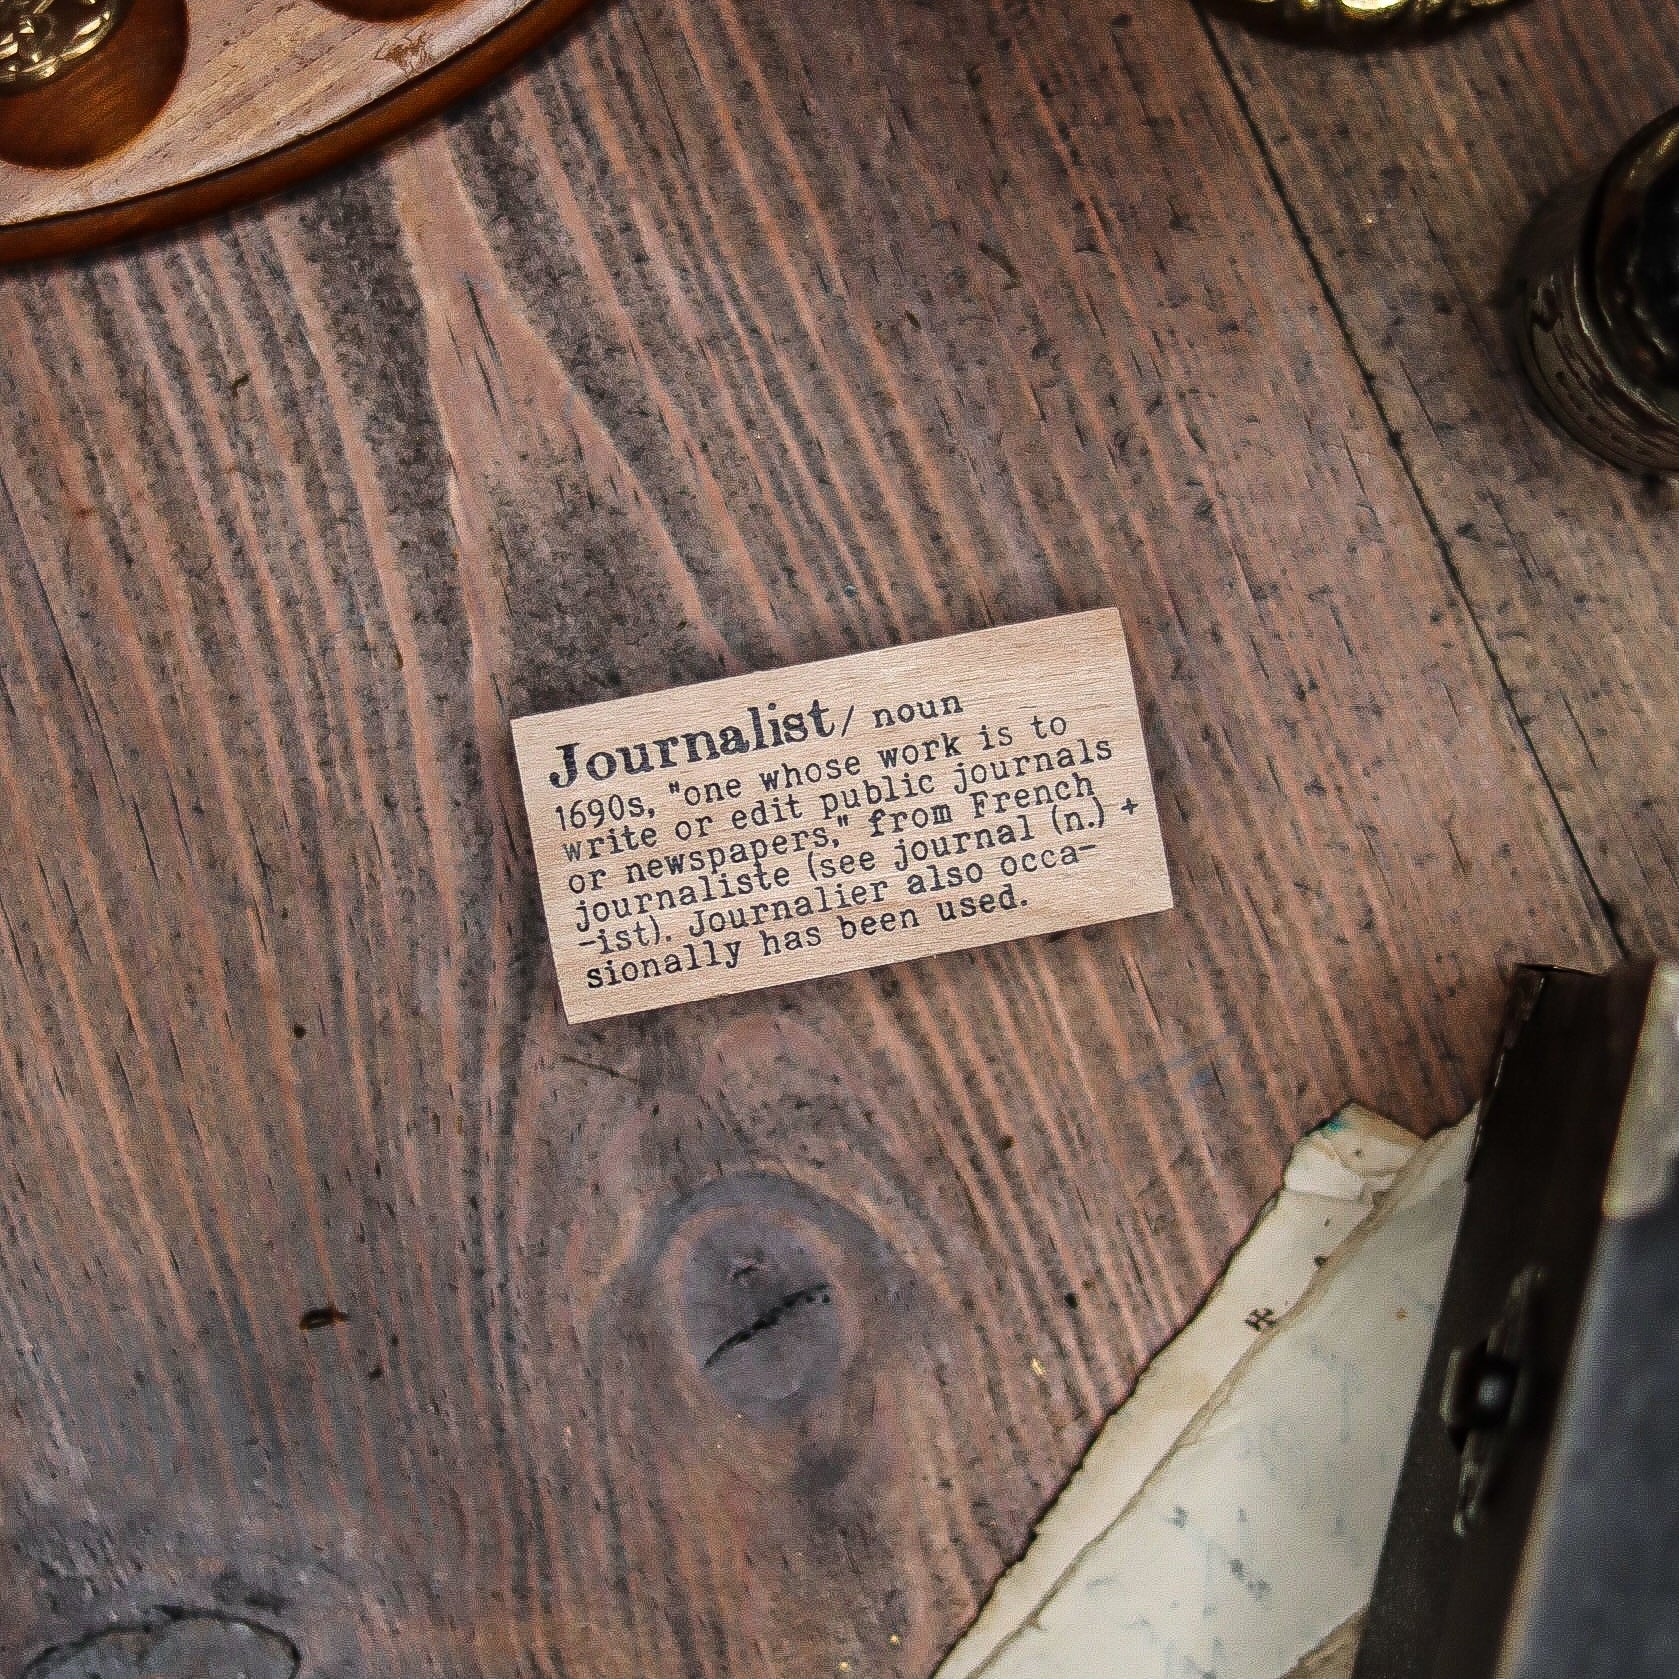 Journalist/ noun
1690s, "one whose work is to
write or edit public journals
or newspapers," from French
journaliste (see journal (n.) +
-ist). Journalier also occa-
sionally has been used.